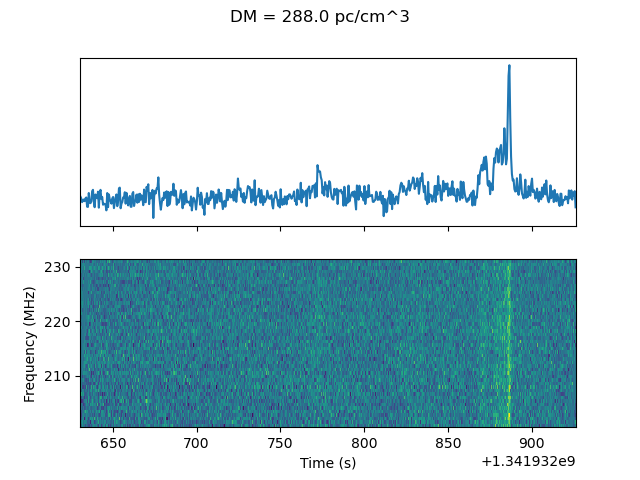 DM = 288.0 pc/cm^3
230
220
210
Frequency (MHz)
650 700 750 800 850 900
Time (s)
+1.341932e9